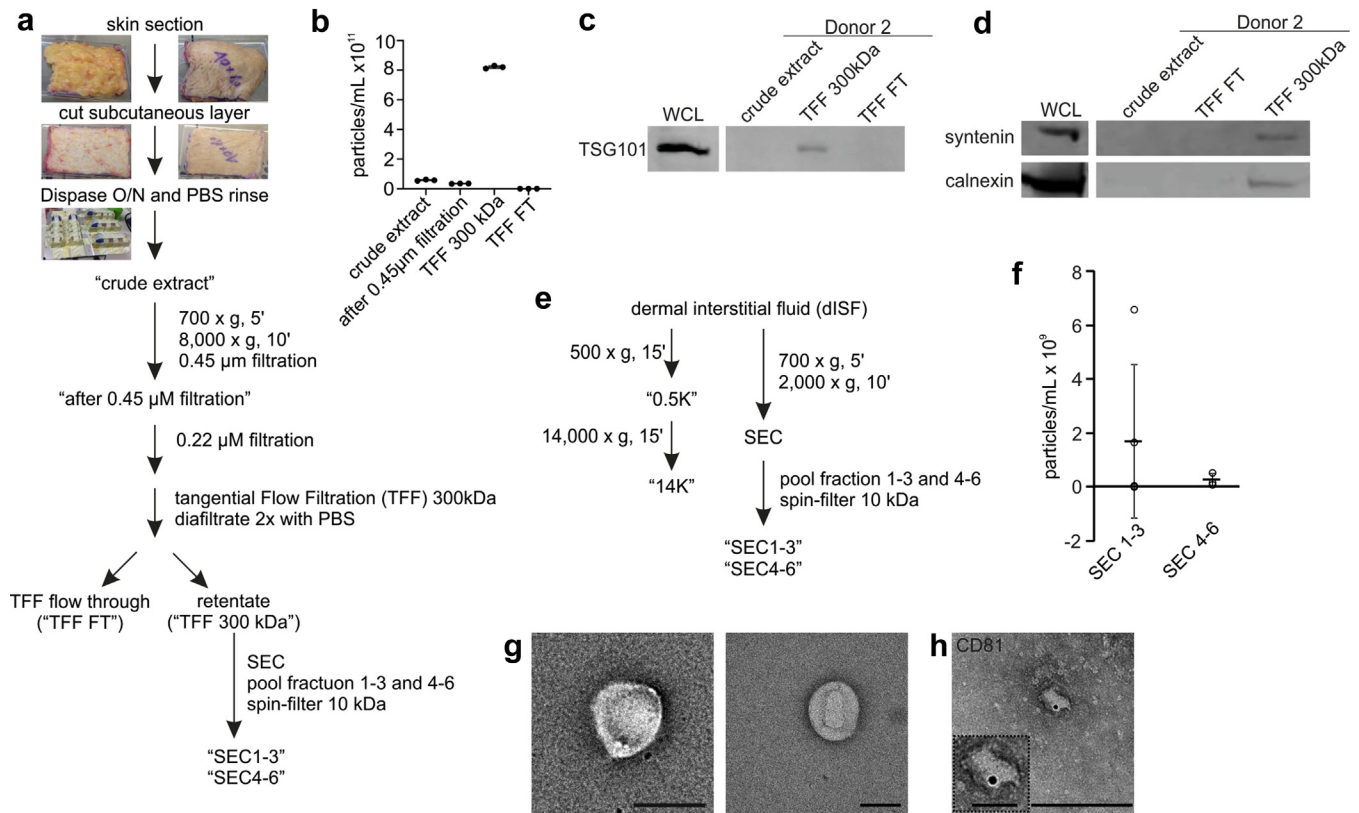 a
skin section
cut subcutaneous layer
Dispase O/N and PBS rinse
“crude extract”
700 x g, 5'
8,000 x g, 10'
0.45 µm filtration
“after 0.45 µM filtration”
0.22 µM filtration
tangential Flow Filtration (TFF) 300kDa
diafiltrate 2x with PBS
TFF flow through
(“TFF FT”)
retentate
(“TFF 300 kDa”)
SEC
pool fractuon 1-3 and 4-6
spin-filter 10 kDa
“SEC1-3”
“SEC4-6”
b
particles/mL x10¹¹
10
8
6
4
2
0
crude extract
after 0.45µm filtration
TFF 300 kDa
TFF FT
c
Donor 2
WCL
crude extract
TFF 300kDa
TFF FT
TSG101
d
Donor 2
WCL
crude extract
TFF FT
TFF 300kDa
syntenin
calnexin
e
dermal interstitial fluid (dISF)
500 x g, 15'
“0.5K”
14,000 x g, 15'
“14K”
700 x g, 5'
2,000 x g, 10'
SEC
pool fraction 1-3 and 4-6
spin-filter 10 kDa
“SEC1-3”
“SEC4-6”
f
particles/mL x 10⁹
8
6
4
2
0
-2
SEC 1-3
SEC 4-6
g
h
CD81